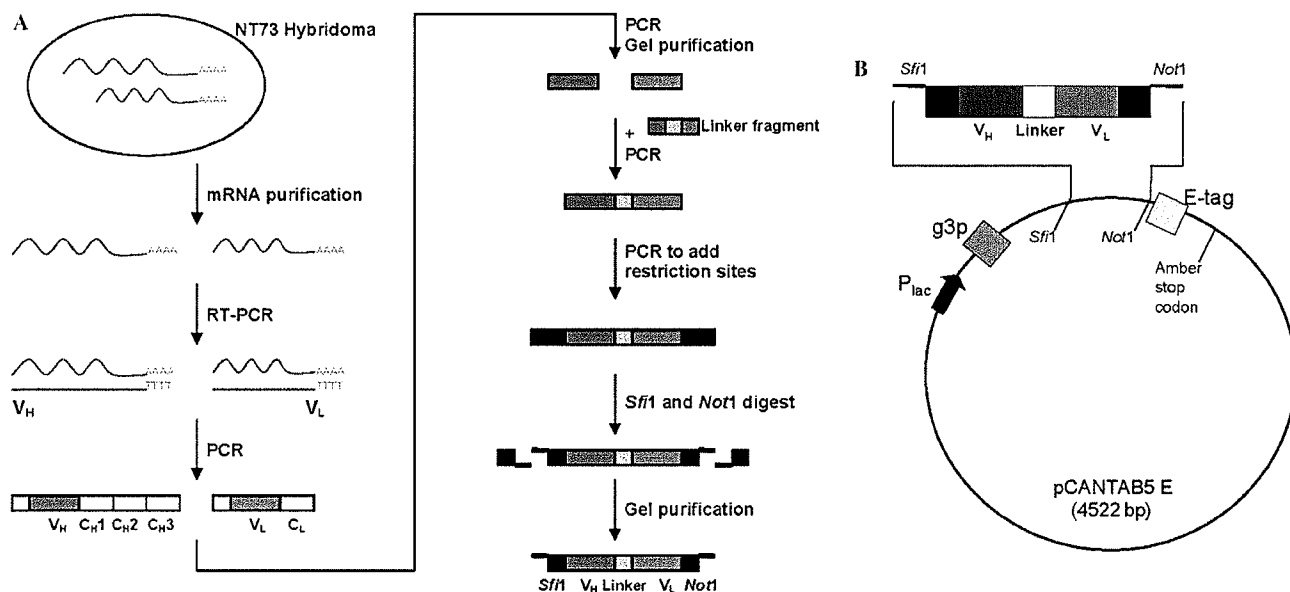 A
NT73 Hybridoma
AAAA
AAAA
mRNA purification
AAAA
AAAA
RT-PCR
AAAA
TTTT
AAAA
TTTT
VH
VL
PCR
VH CH1 CH2 CH3
VL CL
PCR
Gel purification
+
Linker fragment
PCR
PCR to add
restriction sites
Sfi1 and Not1 digest
Gel purification
Sfi1 VH Linker VL Not1
B
Sfi1
Not1
VH Linker VL
g3p
Plac
Sfi1
Not1
E-tag
Amber
stop
codon
pCANTAB5 E
(4522 bp)